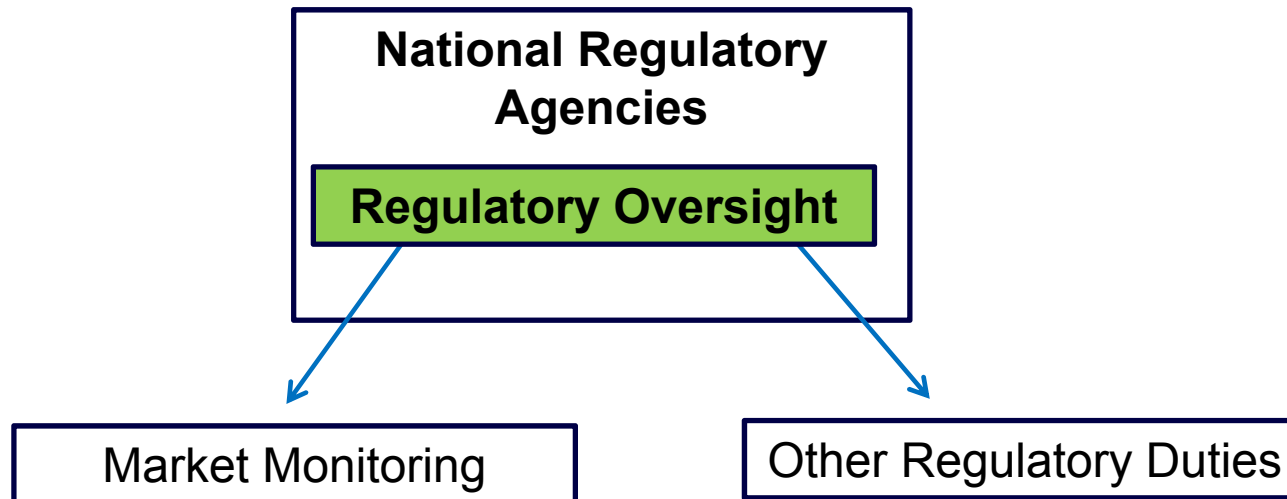 National Regulatory
Agencies
Regulatory Oversight
Market Monitoring
Other Regulatory Duties